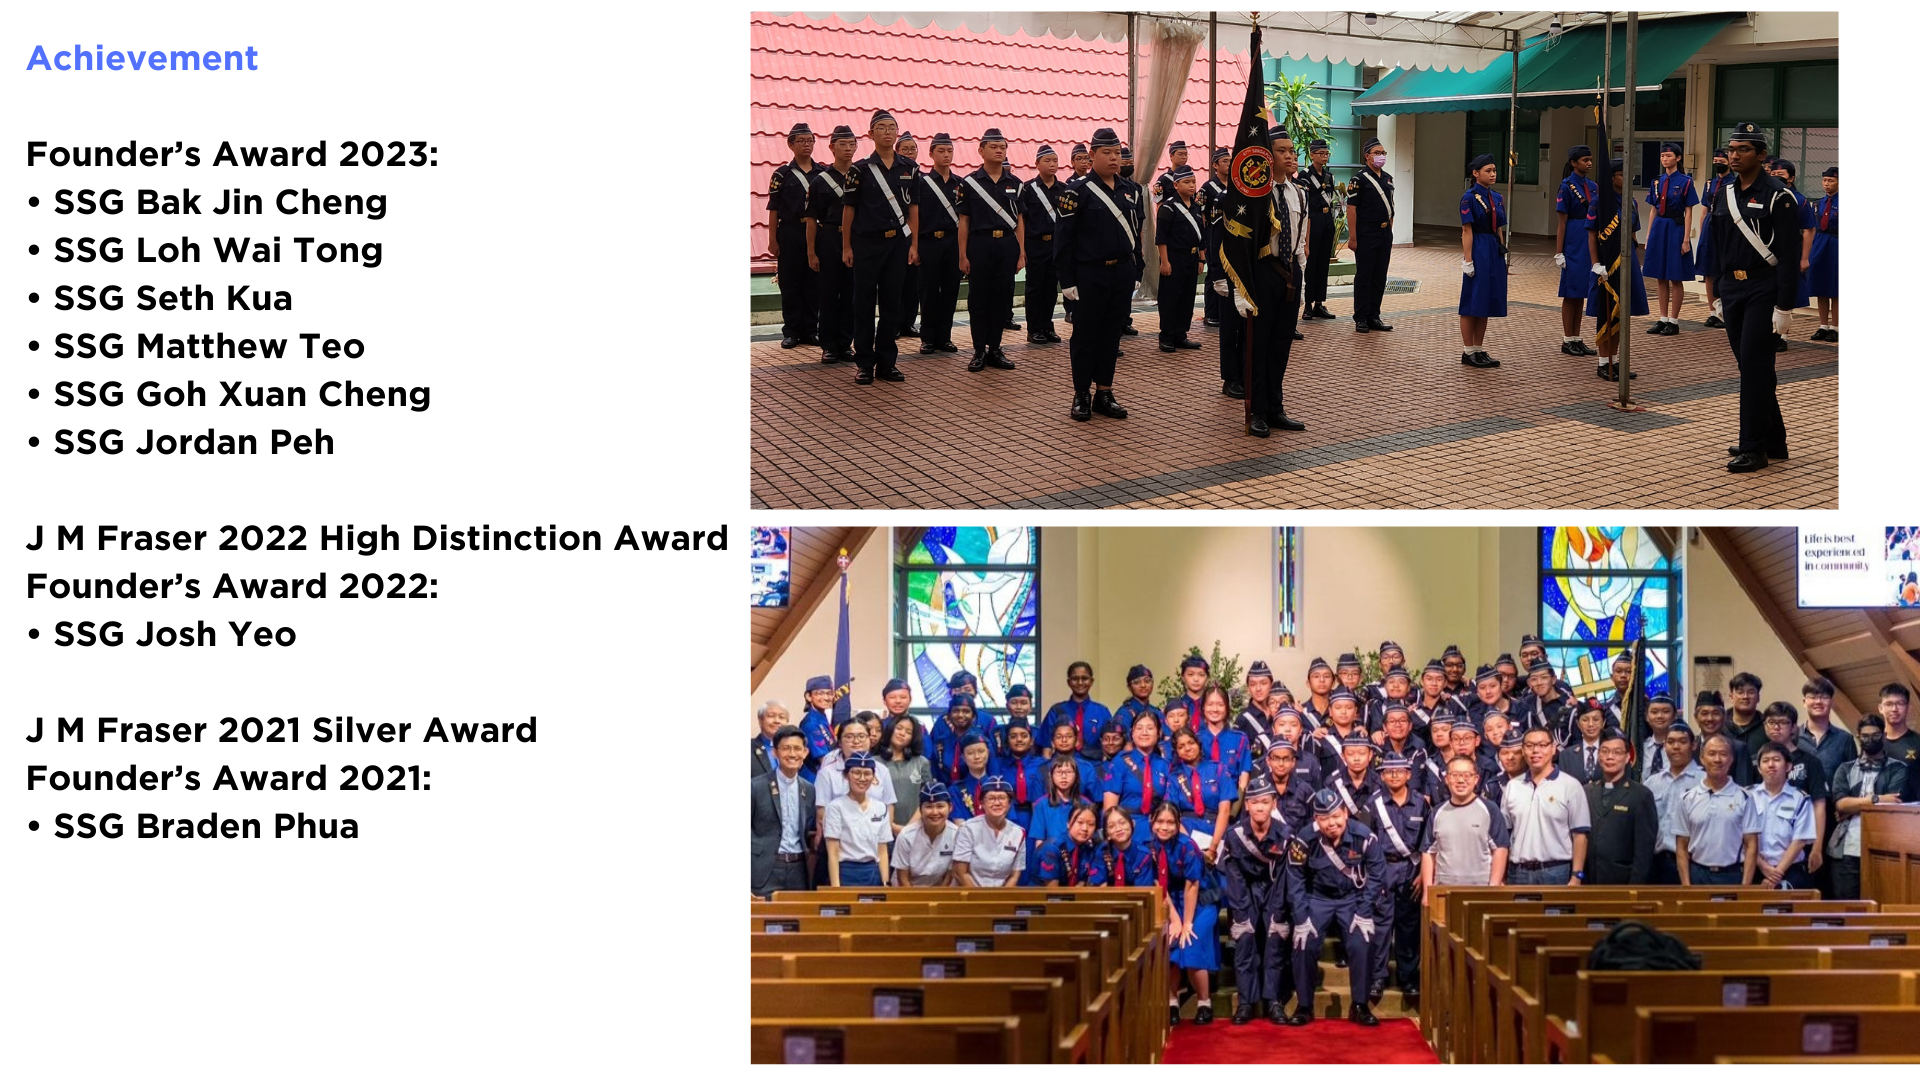 Achievement
Founder’s Award 2023:
• SSG Bak Jin Cheng
• SSG Loh Wai Tong
• SSG Seth Kua
• SSG Matthew Teo
• SSG Goh Xuan Cheng
• SSG Jordan Peh
J M Fraser 2022 High Distinction Award
Founder’s Award 2022:
• SSG Josh Yeo
J M Fraser 2021 Silver Award
Founder’s Award 2021:
• SSG Braden Phua
Life is best
experienced
in community